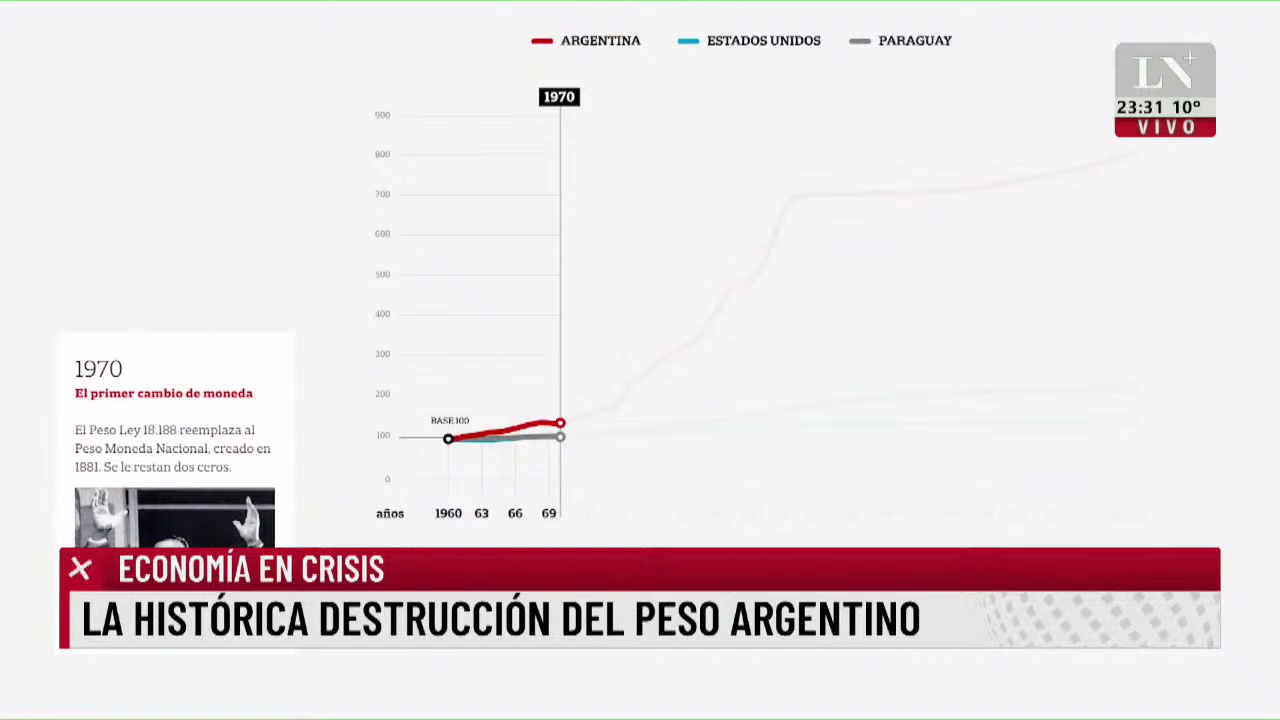 ARGENTINA ESTADOS UNIDOS PARAGUAY
LN+
23:31 10°
VIVO
1970
900
800
700
600
500
400
300
200
100
0
BASE 100
años 1960 63 66 69
1970
El primer cambio de moneda
El Peso Ley 18.188 reemplaza al
Peso Moneda Nacional, creado en
1881. Se le restan dos ceros.
ECONOMÍA EN CRISIS
LA HISTÓRICA DESTRUCCIÓN DEL PESO ARGENTINO